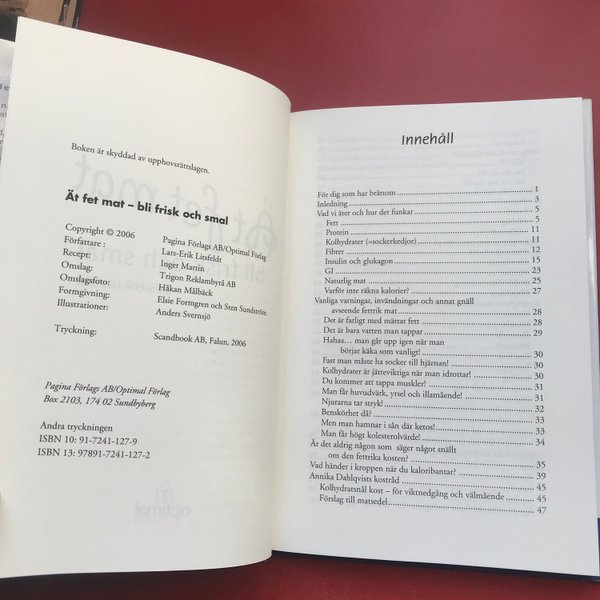 Boken är skyddad av upphovsrättslagen.
Ät fet mat – bli frisk och smal
Copyright © 2006 Pagina Förlags AB/Optimal Förlag
Författare: Lars-Erik Litsfeldt
Recept: Inger Martin
Omslag: Trigon Reklambyrå AB
Omslagsfoto: Håkan Målbäck
Formgivning: Elsie Formgren och Sten Sundström
Illustrationer: Anders Svernsjö
Tryckning: Scandbook AB, Falun, 2006
Pagina Förlags AB/Optimal Förlag
Box 2103, 174 02 Sundbyberg
Andra tryckningen
ISBN 10: 91-7241-127-9
ISBN 13: 97891-7241-127-2
optimal
Innehåll
För dig som har bråttom 1
Inledning 3
Vad vi äter och hur det funkar 5
Fett 5
Protein 11
Kolhydrater (=sockerkedjor) 11
Fibrer 12
Insulin och glukagon 15
GI 23
Naturlig mat 25
Varför inte räkna kalorier? 27
Vanliga varningar, invändningar och annat gnäll
avseende fettrik mat 28
Det är farligt med mättat fett 28
Det är bara vatten man tappar 29
Hahaa… man går upp igen när man
börjar käka som vanligt! 30
Fast man måste ha socker till hjärnan! 30
Kolhydrater är jätteviktiga när man idrottar! 30
Du kommer att tappa muskler! 31
Man får huvudvärk, yrsel och illamående! 31
Njurarna tar stryk! 32
Benskörhet då? 33
Men man hamnar i sån där ketos! 33
Man får högt kolesterolvärde! 34
Är det aldrig någon som säger något snällt
om den fettrika kosten? 35
Vad händer i kroppen när du kaloribantar? 39
Annika Dahlqvists kostråd 45
Kolhydratsnål kost – för viktnedgång och välmående 45
Förslag till matsedel 47